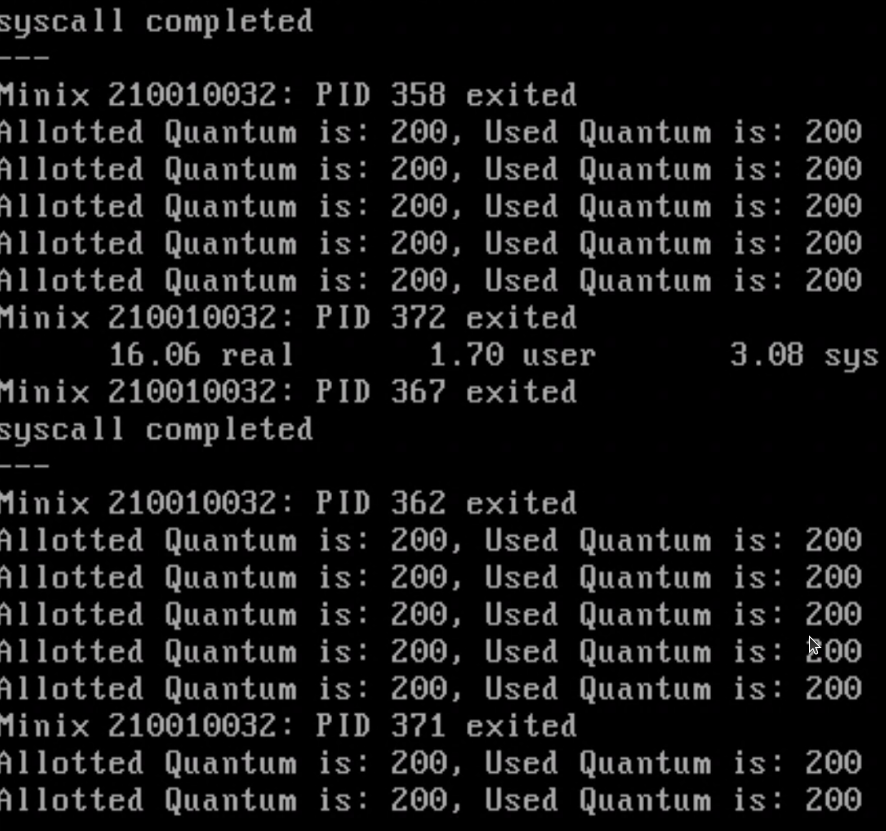 syscall completed
---
Minix 210010032: PID 358 exited
Allotted Quantum is: 200, Used Quantum is: 200
Allotted Quantum is: 200, Used Quantum is: 200
Allotted Quantum is: 200, Used Quantum is: 200
Allotted Quantum is: 200, Used Quantum is: 200
Allotted Quantum is: 200, Used Quantum is: 200
Minix 210010032: PID 372 exited
16.06 real 1.70 user 3.08 sys
Minix 210010032: PID 367 exited
syscall completed
---
Minix 210010032: PID 362 exited
Allotted Quantum is: 200, Used Quantum is: 200
Allotted Quantum is: 200, Used Quantum is: 200
Allotted Quantum is: 200, Used Quantum is: 200
Allotted Quantum is: 200, Used Quantum is: 200
Allotted Quantum is: 200, Used Quantum is: 200
Minix 210010032: PID 371 exited
Allotted Quantum is: 200, Used Quantum is: 200
Allotted Quantum is: 200, Used Quantum is: 200